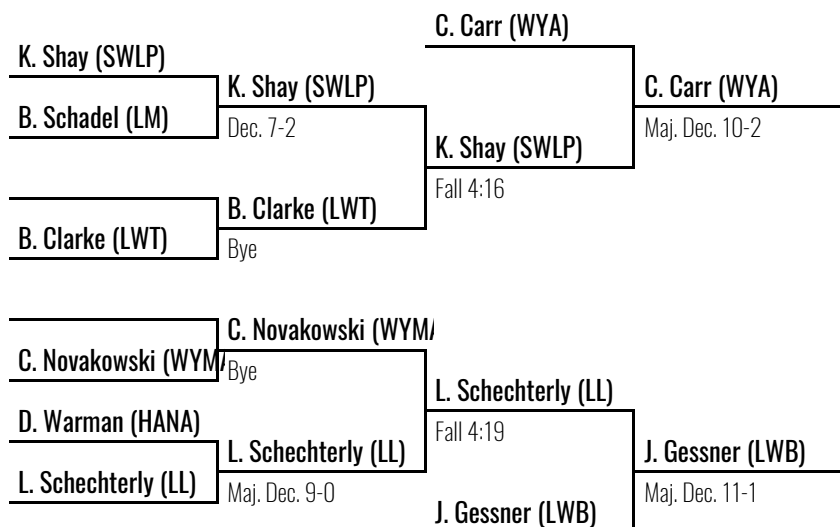 C. Carr (WYA)
K. Shay (SWLP)
K. Shay (SWLP)
C. Carr (WYA)
B. Schadel (LM)
Dec. 7-2
Maj. Dec. 10-2
K. Shay (SWLP)
Fall 4:16
B. Clarke (LWT)
B. Clarke (LWT)
Bye
C. Novakowski (WYMA
C. Novakowski (WYMA
Bye
L. Schechterly (LL)
D. Warman (HANA)
Fall 4:19
L. Schechterly (LL)
J. Gessner (LWB)
L. Schechterly (LL)
Maj. Dec. 9-0
Maj. Dec. 11-1
J. Gessner (LWB)